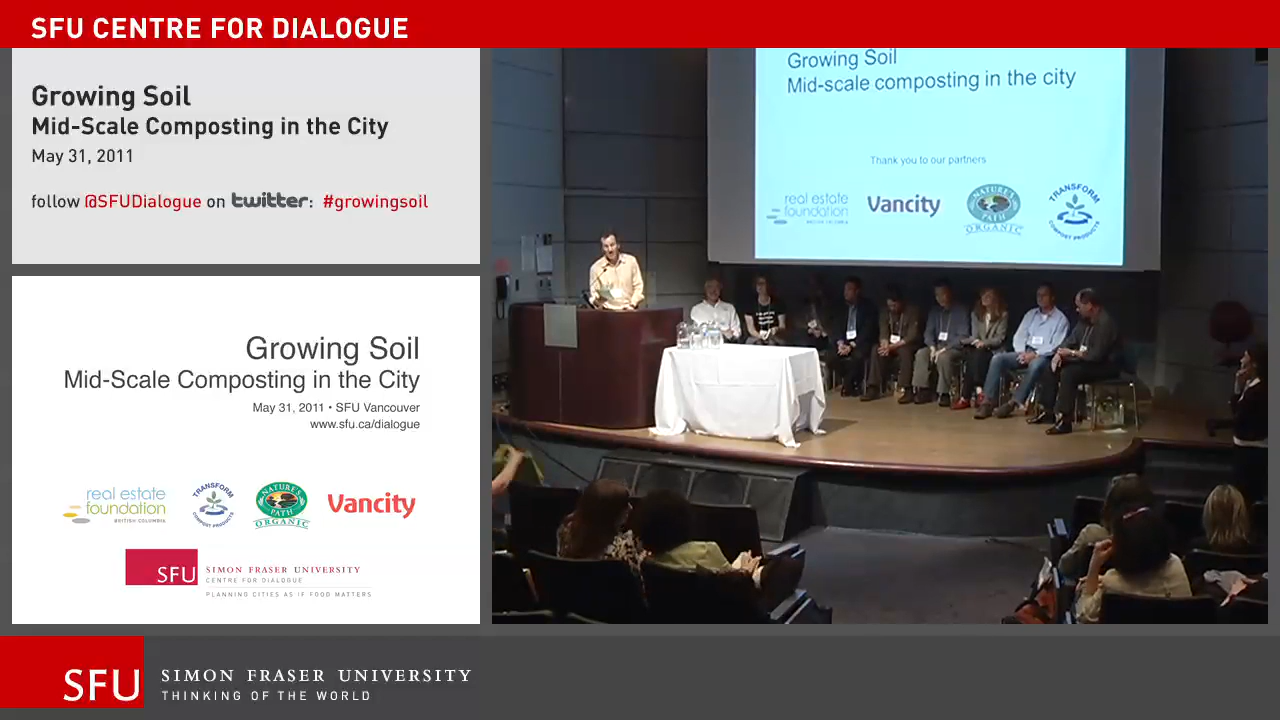 SFU CENTRE FOR DIALOGUE
Growing Soil
Mid-Scale Composting in the City
May 31, 2011
follow @SFUDialogue on twitter: #growingsoil
Growing Soil
Mid-Scale Composting in the City
May 31, 2011 • SFU Vancouver
www.sfu.ca/dialogue
real estate
foundation
BRITISH COLUMBIA
TRANSFORM
COMPOST PRODUCTS
NATURE'S
PATH
ORGANIC
Vancity
SFU
SIMON FRASER UNIVERSITY
CENTRE FOR DIALOGUE
PLANNING CITIES AS IF FOOD MATTERS
Growing Soil
Mid-scale composting in the city
Thank you to our partners
real estate
foundation
Vancity
NATURE'S
PATH
ORGANIC
TRANSFORM
COMPOST PRODUCTS
SFU
SIMON FRASER UNIVERSITY
THINKING OF THE WORLD